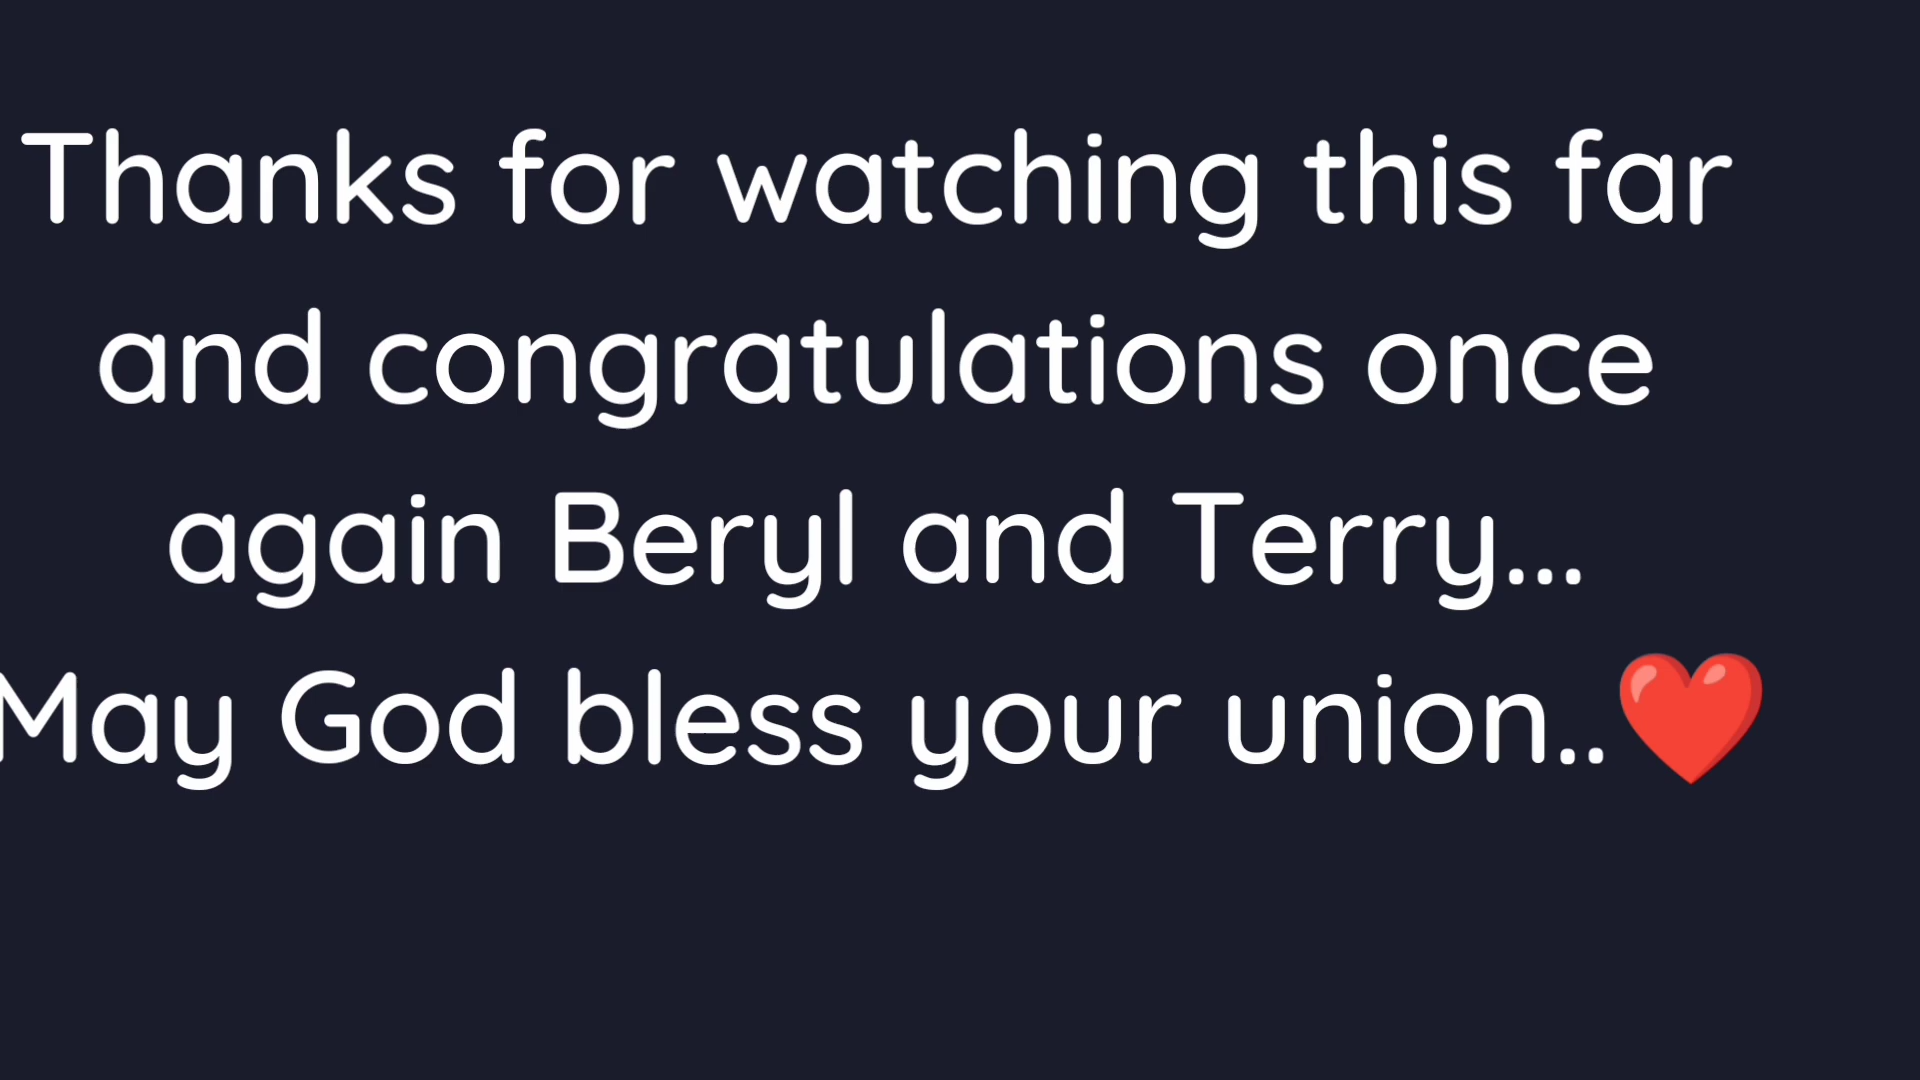 Thanks for watching this far
and congratulations once
again Beryl and Terry...
May God bless your union..❤️